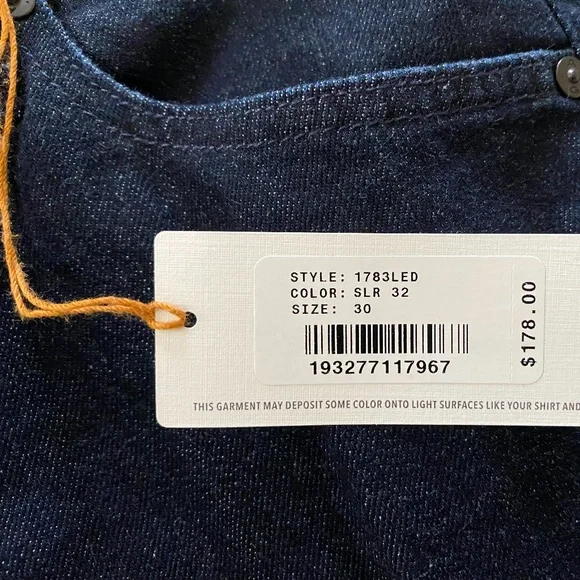 STYLE: 1783LED
COLOR: SLR 32
SIZE: 30
193277117967
$178.00
THIS GARMENT MAY DEPOSIT SOME COLOR ONTO LIGHT SURFACES LIKE YOUR SHIRT AND